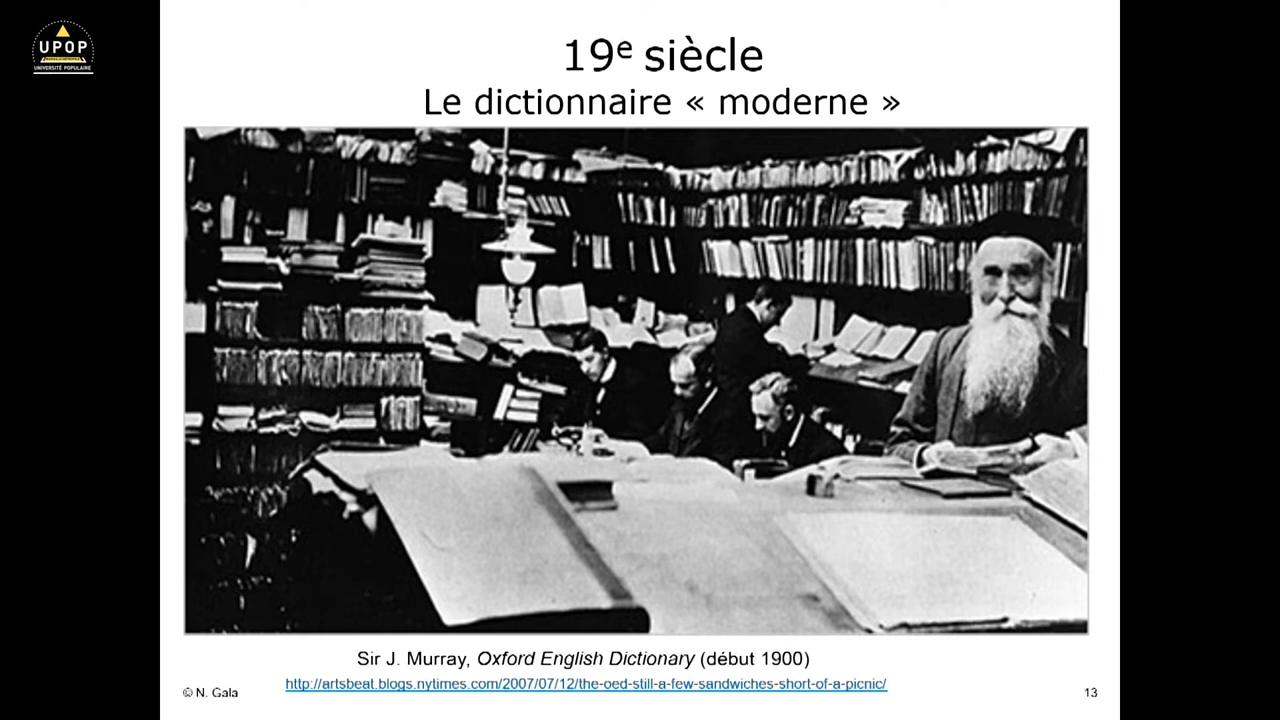 UPOP
UNIVERSITÉ POPULAIRE
19e siècle
Le dictionnaire « moderne »
Sir J. Murray, Oxford English Dictionary (début 1900)
http://artsbeat.blogs.nytimes.com/2007/07/12/the-oed-still-a-few-sandwiches-short-of-a-picnic/
© N. Gala
13